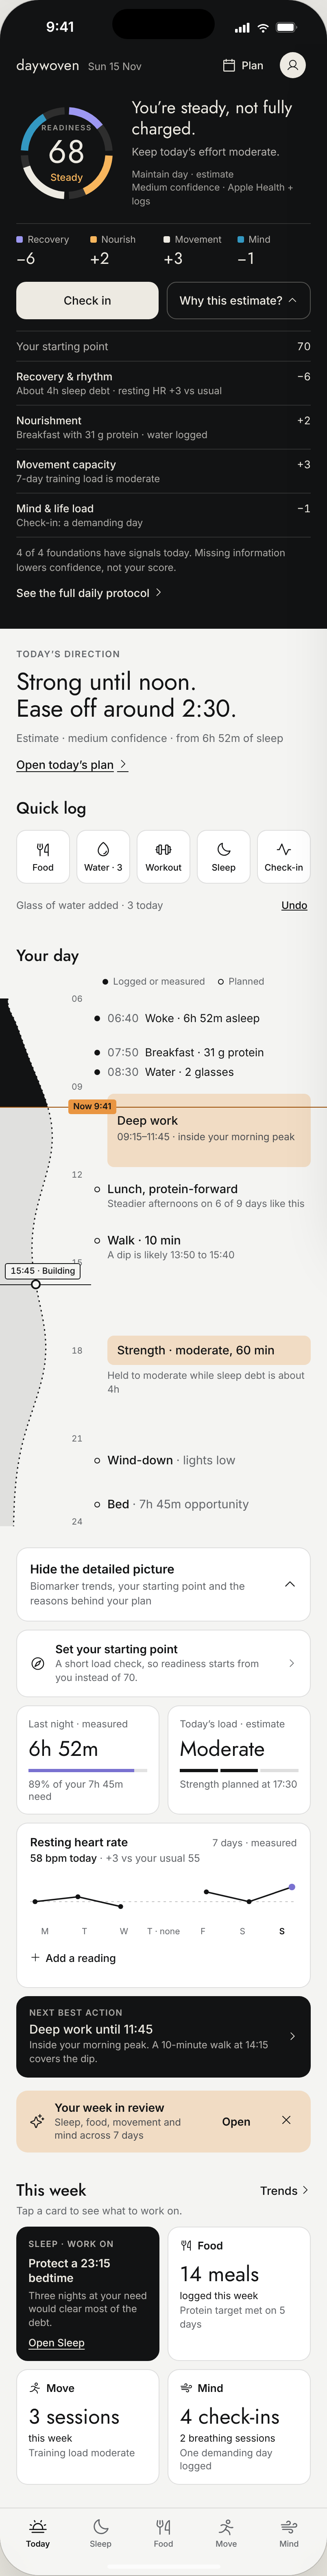 9:41
daywoven Sun 15 Nov Plan
READINESS
68
Steady
You're steady, not fully
charged.
Keep today's effort moderate.
Maintain day · estimate
Medium confidence · Apple Health +
logs
Recovery Nourish Movement Mind
−6 +2 +3 −1
Check in Why this estimate?
Your starting point 70
Recovery & rhythm −6
About 4h sleep debt · resting HR +3 vs usual
Nourishment +2
Breakfast with 31 g protein · water logged
Movement capacity +3
7-day training load is moderate
Mind & life load −1
Check-in: a demanding day
4 of 4 foundations have signals today. Missing information
lowers confidence, not your score.
See the full daily protocol
TODAY'S DIRECTION
Strong until noon.
Ease off around 2:30.
Estimate · medium confidence · from 6h 52m of sleep
Open today's plan
Quick log
Food Water · 3 Workout Sleep Check-in
Glass of water added · 3 today Undo
Your day
Logged or measured Planned
06
06:40 Woke · 6h 52m asleep
07:50 Breakfast · 31 g protein
08:30 Water · 2 glasses
09
Now 9:41
Deep work
09:15–11:45 · inside your morning peak
12
Lunch, protein-forward
Steadier afternoons on 6 of 9 days like this
Walk · 10 min
A dip is likely 13:50 to 15:40
15
15:45 · Building
18
Strength · moderate, 60 min
Held to moderate while sleep debt is about
4h
21
Wind-down · lights low
Bed · 7h 45m opportunity
24
Hide the detailed picture
Biomarker trends, your starting point and the
reasons behind your plan
Set your starting point
A short load check, so readiness starts from
you instead of 70.
Last night · measured
6h 52m
89% of your 7h 45m
need
Today's load · estimate
Moderate
Strength planned at 17:30
Resting heart rate 7 days · measured
58 bpm today · +3 vs your usual 55
M T W T · none F S S
Add a reading
NEXT BEST ACTION
Deep work until 11:45
Inside your morning peak. A 10-minute walk at 14:15
covers the dip.
Your week in review
Sleep, food, movement and
mind across 7 days
Open
This week Trends
Tap a card to see what to work on.
SLEEP · WORK ON
Protect a 23:15
bedtime
Three nights at your need
would clear most of the
debt.
Open Sleep
Food
14 meals
logged this week
Protein target met on 5
days
Move
3 sessions
this week
Training load moderate
Mind
4 check-ins
2 breathing sessions
One demanding day
logged
Today Sleep Food Move Mind